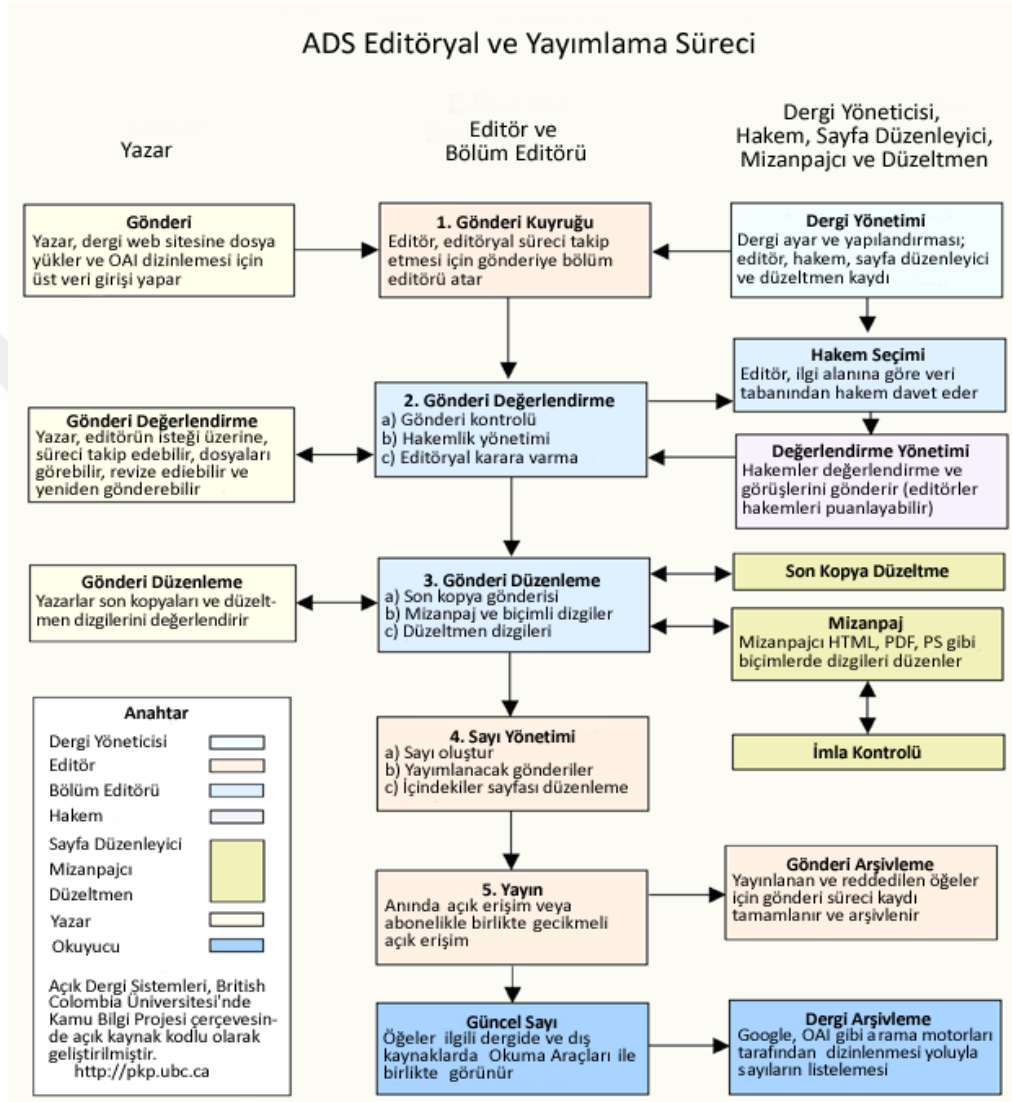 ADS Editöryal ve Yayımlama Süreci
Yazar
Editör ve
Bölüm Editörü
Dergi Yöneticisi,
Hakem, Sayfa Düzenleyici,
Mizanpajcı ve Düzeltmen
Gönderi
Yazar, dergi web sitesine dosya
yükler ve OAI dizinlemesi için
üst veri girişi yapar
1. Gönderi Kuyruğu
Editör, editöryal süreci takip
etmesi için gönderiye bölüm
editörü atar
Dergi Yönetimi
Dergi ayar ve yapılandırması;
editör, hakem, sayfa düzenleyici
ve düzeltmen kaydı
Hakem Seçimi
Editör, ilgi alanına göre veri
tabanından hakem davet eder
Gönderi Değerlendirme
Yazar, editörün isteği üzerine,
süreci takip edebilir, dosyaları
görebilir, revize ediebilir ve
yeniden gönderebilir
2. Gönderi Değerlendirme
a) Gönderi kontrolü
b) Hakemlik yönetimi
c) Editöryal karara varma
Değerlendirme Yönetimi
Hakemler değerlendirme ve
görüşlerini gönderir (editörler
hakemleri puanlayabilir)
Gönderi Düzenleme
Yazarlar son kopyaları ve düzelt-
men dizgilerini değerlendirir
3. Gönderi Düzenleme
a) Son kopya gönderisi
b) Mizanpaj ve biçimli dizgiler
c) Düzeltmen dizgileri
Son Kopya Düzeltme
Mizanpaj
Mizanpajcı HTML, PDF, PS gibi
biçimlerde dizgileri düzenler
İmla Kontrolü
4. Sayı Yönetimi
a) Sayı oluştur
b) Yayımlanacak gönderiler
c) İçindekiler sayfası düzenleme
5. Yayın
Anında açık erişim veya
abonelikle birlikte gecikmeli
açık erişim
Gönderi Arşivleme
Yayınlanan ve reddedilen öğeler
için gönderi süreci kaydı
tamamlanır ve arşivlenir
Güncel Sayı
Öğeler ilgili dergide ve dış
kaynaklarda Okuma Araçları ile
birlikte görünür
Dergi Arşivleme
Google, OAI gibi arama motorları
tarafından dizinlenmesi yoluyla
sayıların listelemesi
Anahtar
Dergi Yöneticisi
Editör
Bölüm Editörü
Hakem
Sayfa Düzenleyici
Mizanpajcı
Düzeltmen
Yazar
Okuyucu
Açık Dergi Sistemleri, British
Colombia Üniversitesi'nde
Kamu Bilgi Projesi çerçevesin-
de açık kaynak kodlu olarak
geliştirilmiştir.
http://pkp.ubc.ca